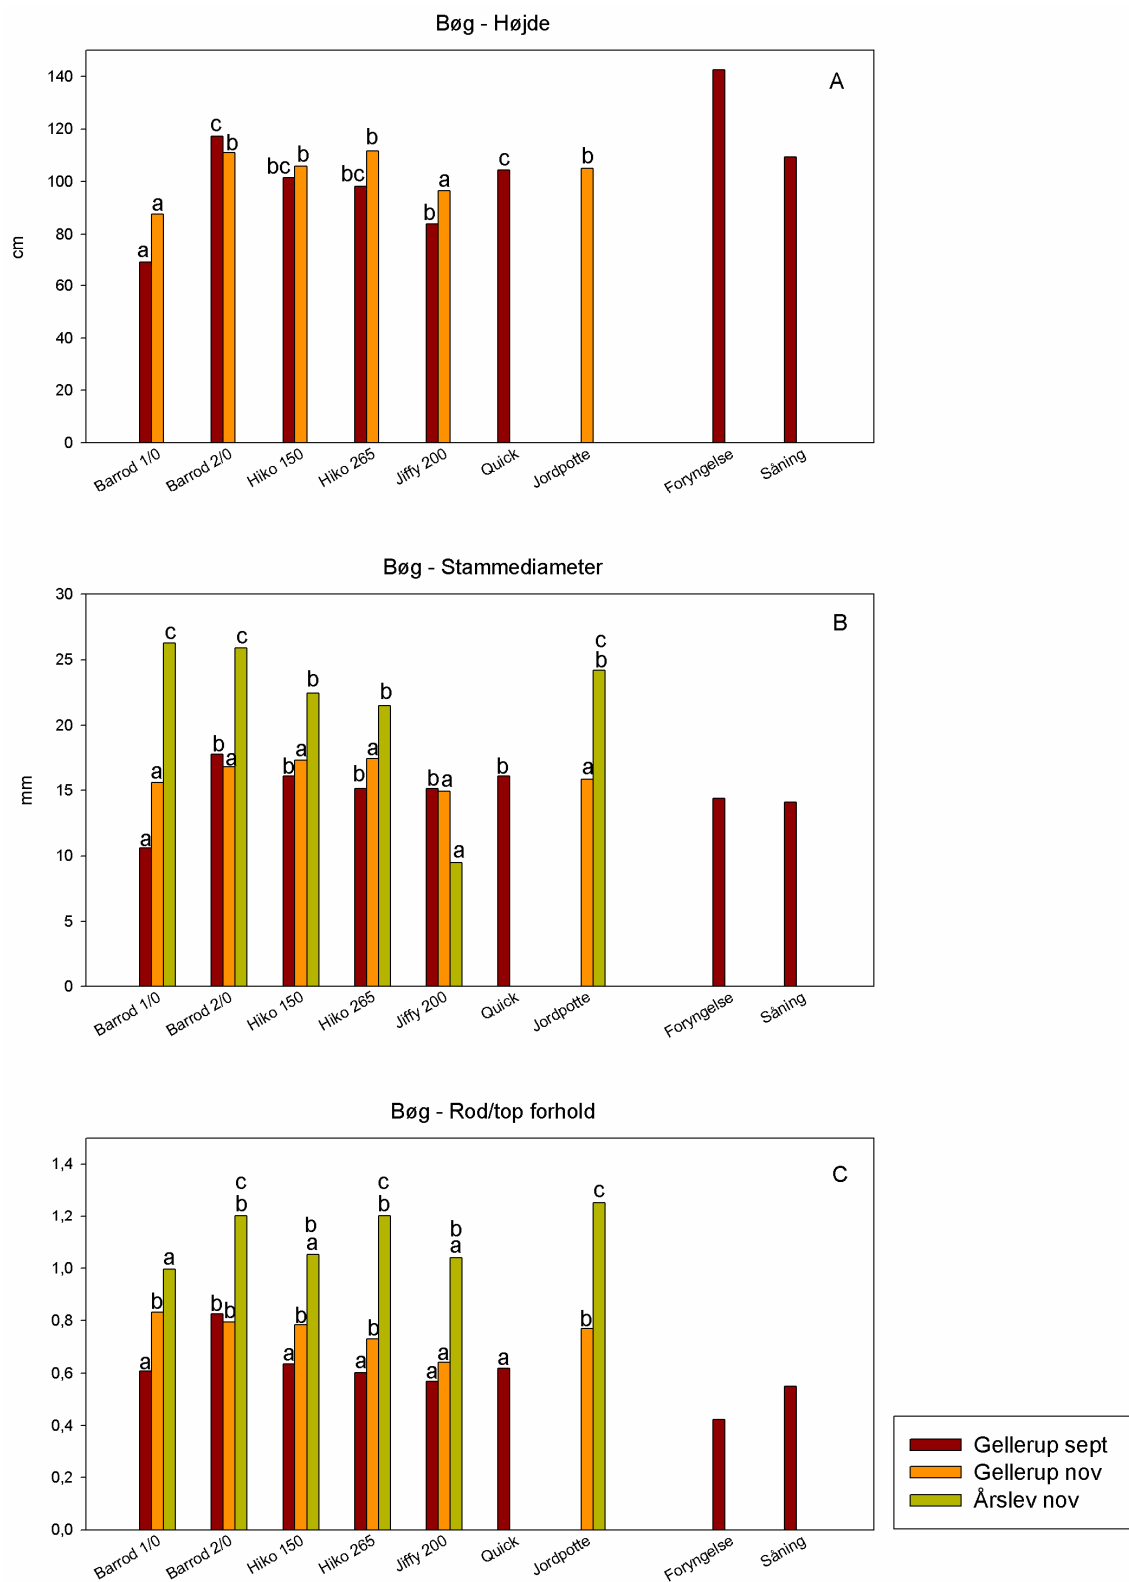 Bøg - Højde
A
cm
140
120
100
80
60
40
20
0
a a c b bc b bc b b a c b
Barrod 1/0 Barrod 2/0 Hiko 150 Hiko 265 Jiffy 200 Quick Jordpotte Foryngelse Såning
Bøg - Stammediameter
B
mm
30
25
20
15
10
5
0
a a c b a c b a b b a b b a a b a c b
Barrod 1/0 Barrod 2/0 Hiko 150 Hiko 265 Jiffy 200 Quick Jordpotte Foryngelse Såning
Bøg - Rod/top forhold
C
1,4
1,2
1,0
0,8
0,6
0,4
0,2
0,0
a b a b b c b a b b a a b c b a a b a a b c
Barrod 1/0 Barrod 2/0 Hiko 150 Hiko 265 Jiffy 200 Quick Jordpotte Foryngelse Såning
Gellerup sept
Gellerup nov
Årslev nov